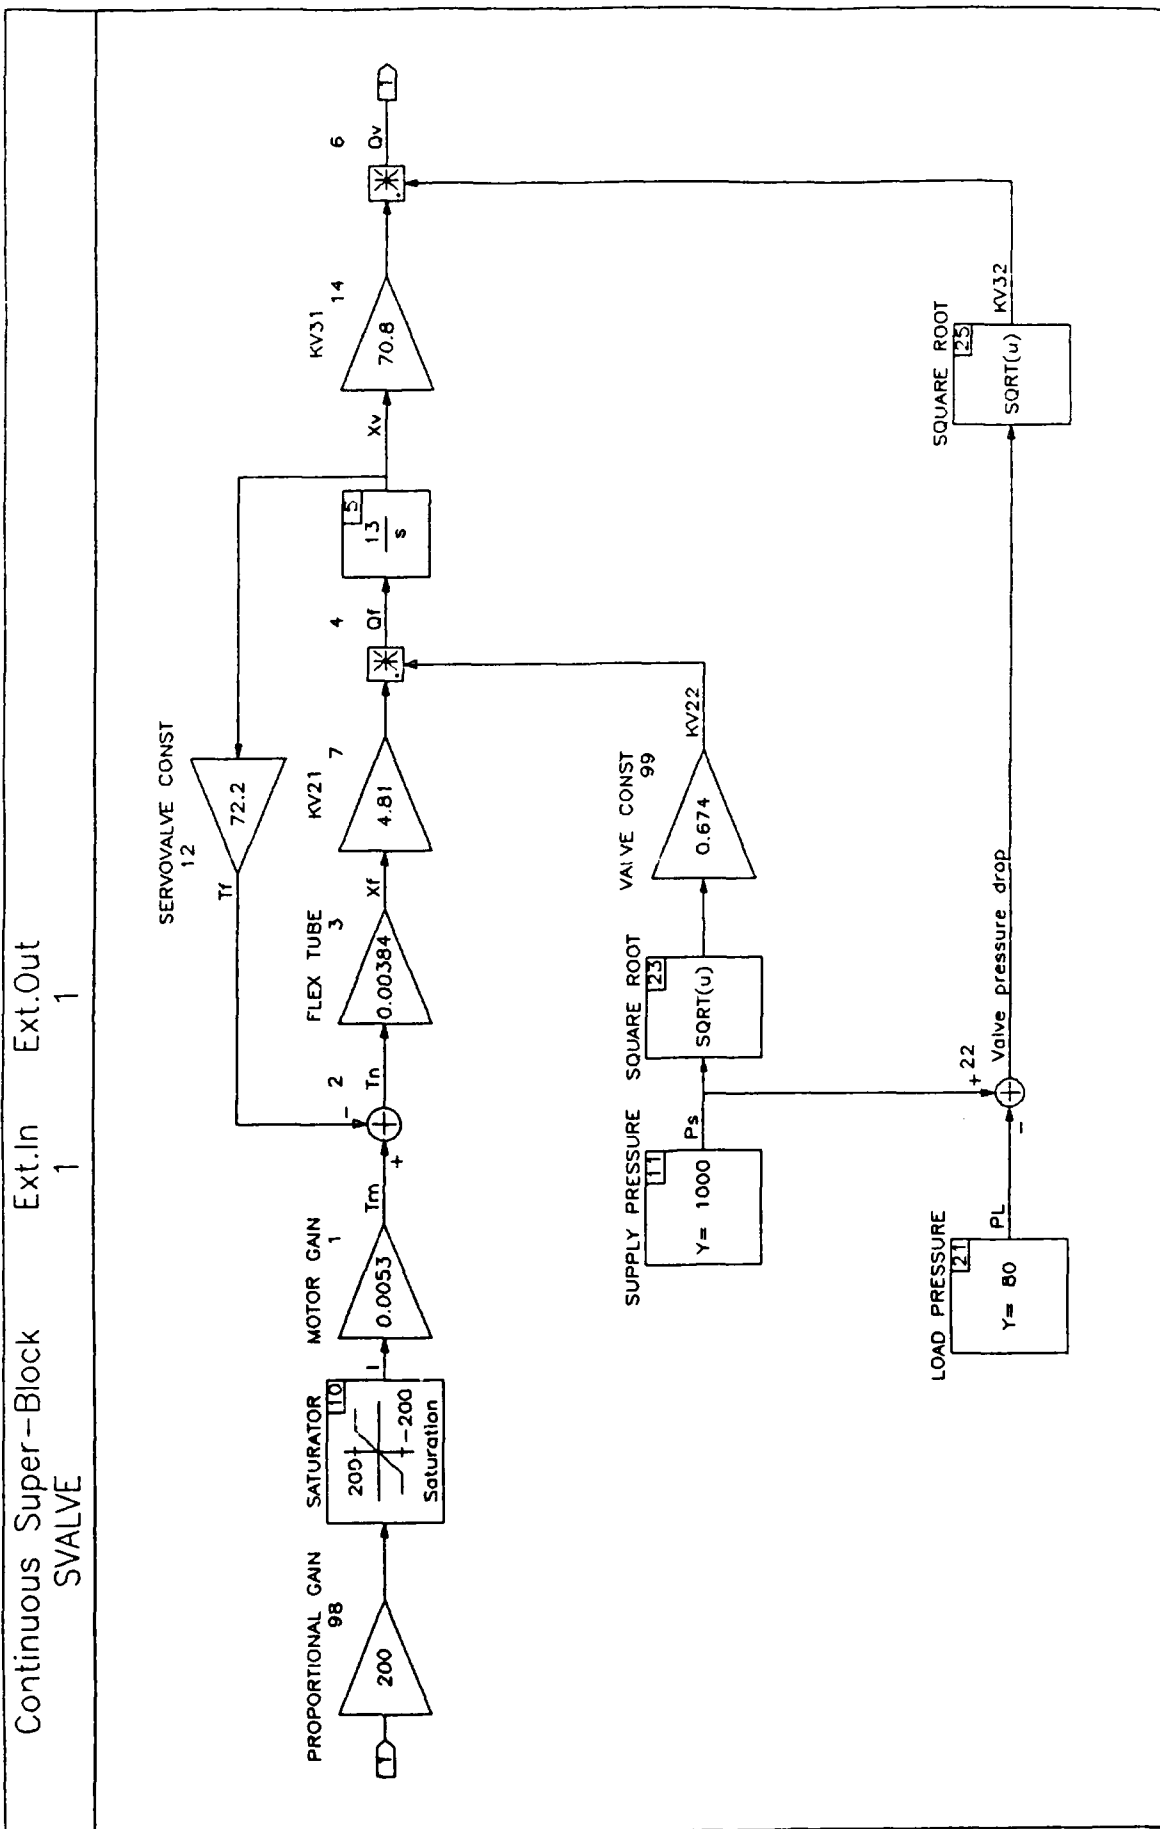 Continuous Super-Block Ext.In Ext.Out
SVALVE 1 1
SERVOVALVE CONST
12
72.2
Tf
PROPORTIONAL GAIN
98
1
200
SATURATOR
10
200
-200
Saturation
I
MOTOR GAIN
1
0.0053
Tm
+
-
2
Tn
FLEX TUBE
3
0.00384
Xf
KV21
7
4.81
4
Qf
5
13
s
Xv
KV31
14
70.8
6
Qv
1
SUPPLY PRESSURE
11
Y= 1000
Ps
SQUARE ROOT
23
SQRT(u)
VALVE CONST
99
0.674
KV22
LOAD PRESSURE
21
Y= 80
PL
-
+
22
Valve pressure drop
SQUARE ROOT
25
SQRT(u)
KV32